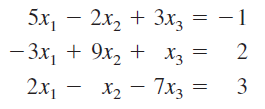 5x₁ − 2x₂ + 3x₃ = −1
−3x₁ + 9x₂ + x₃ = 2
2x₁ − x₂ − 7x₃ = 3